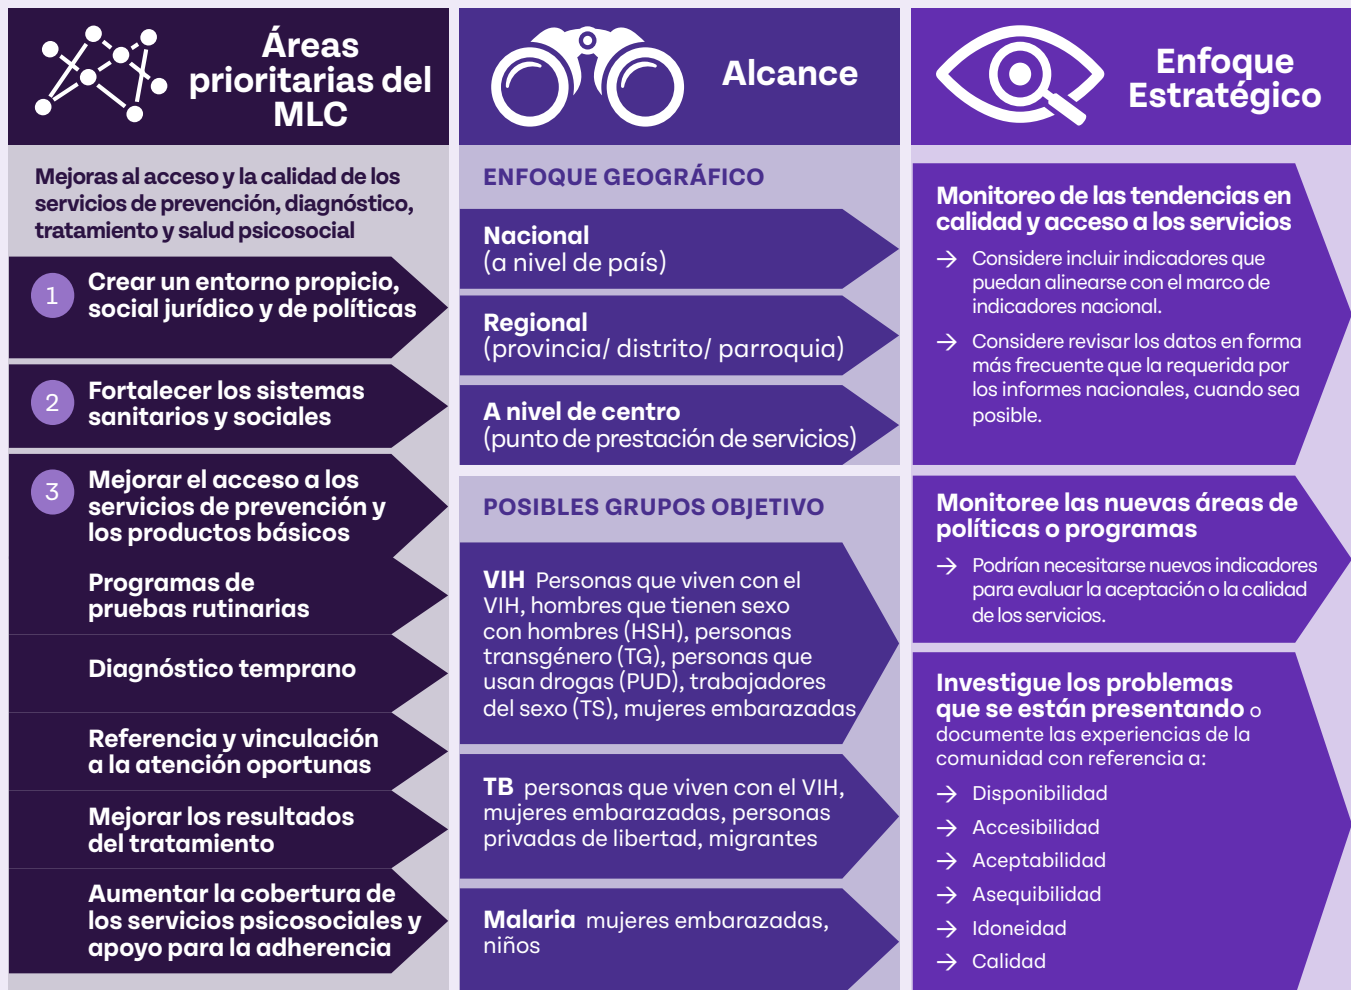 Áreas
prioritarias del
MLC
Mejoras al acceso y la calidad de los
servicios de prevención, diagnóstico,
tratamiento y salud psicosocial
1
Crear un entorno propicio,
social jurídico y de políticas
2
Fortalecer los sistemas
sanitarios y sociales
3
Mejorar el acceso a los
servicios de prevención y
los productos básicos
Programas de
pruebas rutinarias
Diagnóstico temprano
Referencia y vinculación
a la atención oportunas
Mejorar los resultados
del tratamiento
Aumentar la cobertura de
los servicios psicosociales y
apoyo para la adherencia
Alcance
ENFOQUE GEOGRÁFICO
Nacional
(a nivel de país)
Regional
(provincia/ distrito/ parroquia)
A nivel de centro
(punto de prestación de servicios)
POSIBLES GRUPOS OBJETIVO
VIH Personas que viven con el
VIH, hombres que tienen sexo
con hombres (HSH), personas
transgénero (TG), personas que
usan drogas (PUD), trabajadores
del sexo (TS), mujeres embarazadas
TB personas que viven con el VIH,
mujeres embarazadas, personas
privadas de libertad, migrantes
Malaria mujeres embarazadas,
niños
Enfoque
Estratégico
Monitoreo de las tendencias en
calidad y acceso a los servicios
→ Considere incluir indicadores que
puedan alinearse con el marco de
indicadores nacional.
→ Considere revisar los datos en forma
más frecuente que la requerida por
los informes nacionales, cuando sea
posible.
Monitoree las nuevas áreas de
políticas o programas
→ Podrían necesitarse nuevos indicadores
para evaluar la aceptación o la calidad
de los servicios.
Investigue los problemas
que se están presentando o
documente las experiencias de la
comunidad con referencia a:
→ Disponibilidad
→ Accesibilidad
→ Aceptabilidad
→ Asequibilidad
→ Idoneidad
→ Calidad